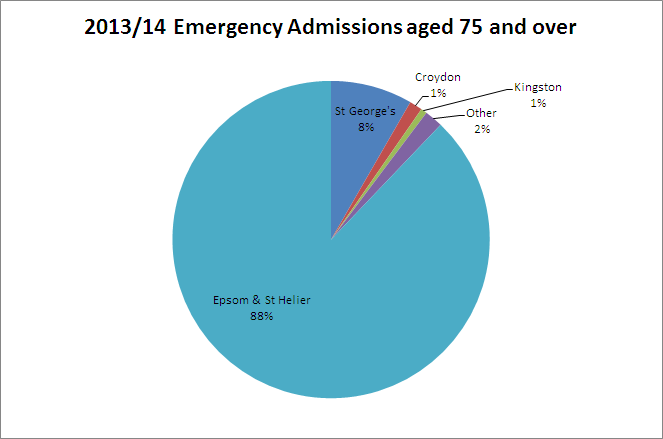 2013/14 Emergency Admissions aged 75 and over
Croydon
1%
Kingston
1%
St George's
8%
Other
2%
Epsom & St Helier
88%